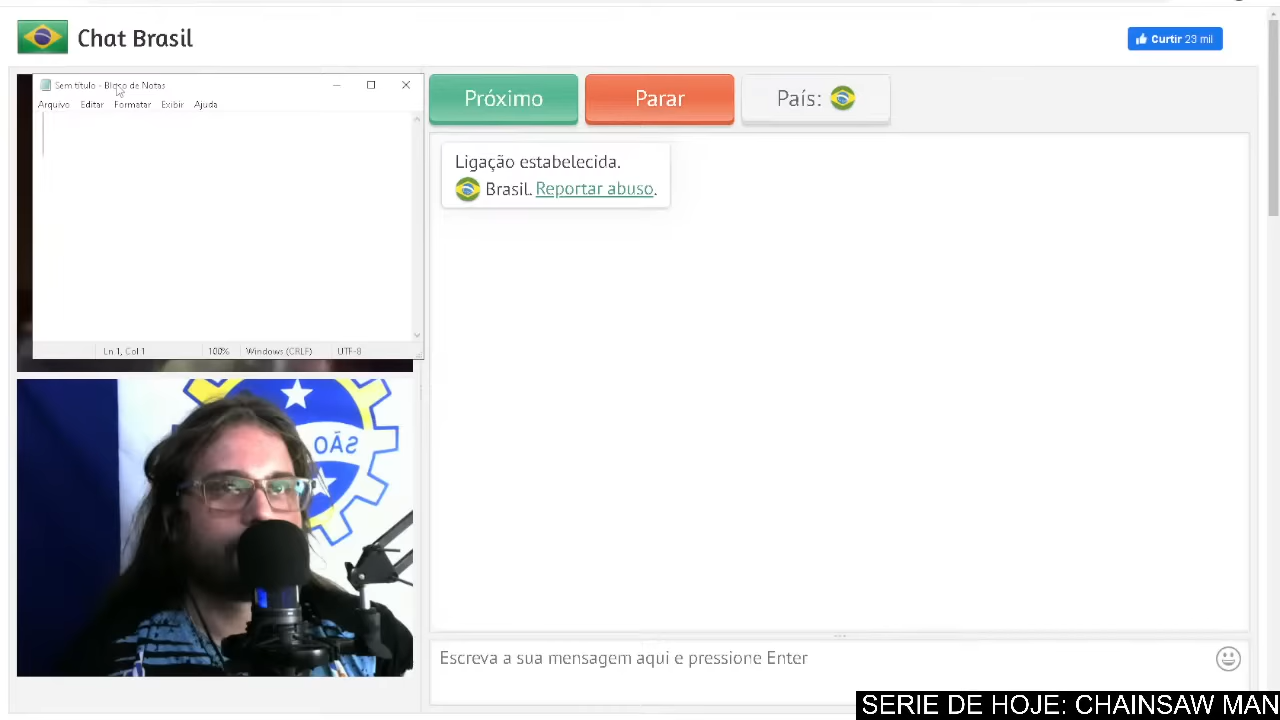 Chat Brasil
Curtir 23 mil
Sem título - Bloco de Notas
Arquivo Editar Formatar Exibir Ajuda
Próximo
Parar
País:
Ligação estabelecida.
Brasil. Reportar abuso.
Ln 1, Col 1 100% Windows (CRLF) UTF-8
SÃO
Escreva a sua mensagem aqui e pressione Enter
SERIE DE HOJE: CHAINSAW MAN